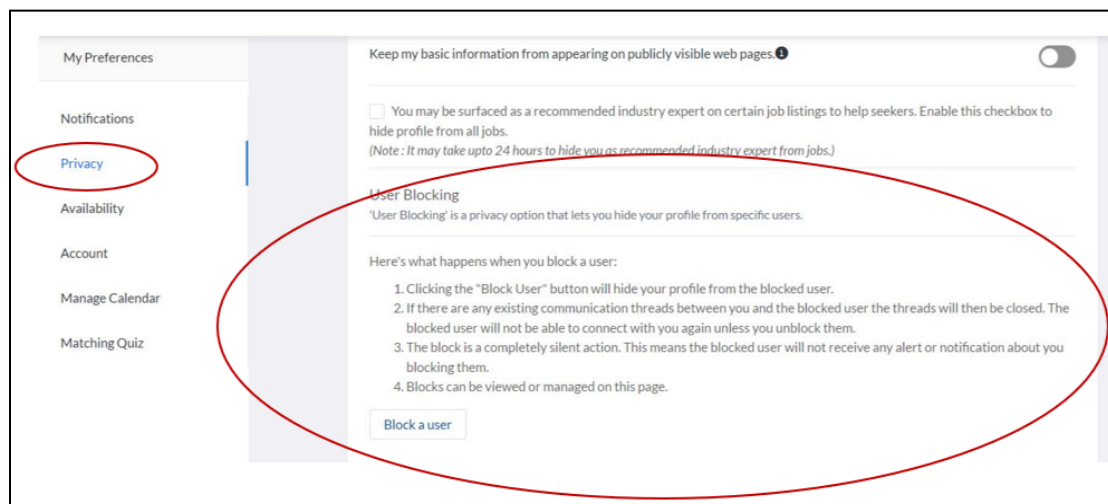 My Preferences
Notifications
Privacy
Availability
Account
Manage Calendar
Matching Quiz
Keep my basic information from appearing on publicly visible web pages.
You may be surfaced as a recommended industry expert on certain job listings to help seekers. Enable this checkbox to
hide profile from all jobs.
(Note : It may take upto 24 hours to hide you as recommended industry expert from jobs.)
User Blocking
'User Blocking' is a privacy option that lets you hide your profile from specific users.
Here's what happens when you block a user:
1. Clicking the "Block User" button will hide your profile from the blocked user.
2. If there are any existing communication threads between you and the blocked user the threads will then be closed. The
blocked user will not be able to connect with you again unless you unblock them.
3. The block is a completely silent action. This means the blocked user will not receive any alert or notification about you
blocking them.
4. Blocks can be viewed or managed on this page.
Block a user